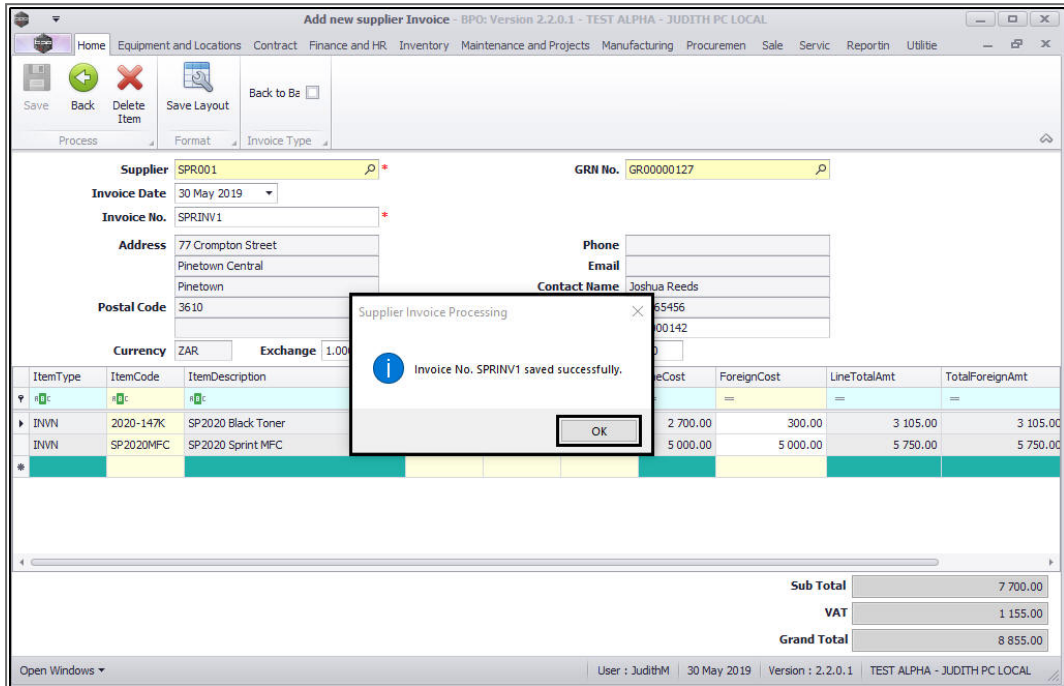 Add new supplier Invoice - BPO: Version 2.2.0.1 - TEST ALPHA - JUDITH PC LOCAL
Home Equipment and Locations Contract Finance and HR Inventory Maintenance and Projects Manufacturing Procuremen Sale Servic Reportin Utilitie
Save Back Delete Item Save Layout Back to Ba
Process Format Invoice Type
Supplier SPR001 * GRN No. GR00000127
Invoice Date 30 May 2019
Invoice No. SPRINV1 *
Address 77 Crompton Street Phone
Pinetown Central Email
Pinetown Contact Name Joshua Reeds
Postal Code 3610 65456
000142
Currency ZAR Exchange 1.00
Supplier Invoice Processing
Invoice No. SPRINV1 saved successfully.
OK
ItemType ItemCode ItemDescription eCost ForeignCost LineTotalAmt TotalForeignAmt
INVN 2020-147K SP2020 Black Toner 2 700.00 300.00 3 105.00 3 105.00
INVN SP2020MFC SP2020 Sprint MFC 5 000.00 5 000.00 5 750.00 5 750.00
Sub Total 7 700.00
VAT 1 155.00
Grand Total 8 855.00
Open Windows User : JudithM 30 May 2019 Version : 2.2.0.1 TEST ALPHA - JUDITH PC LOCAL